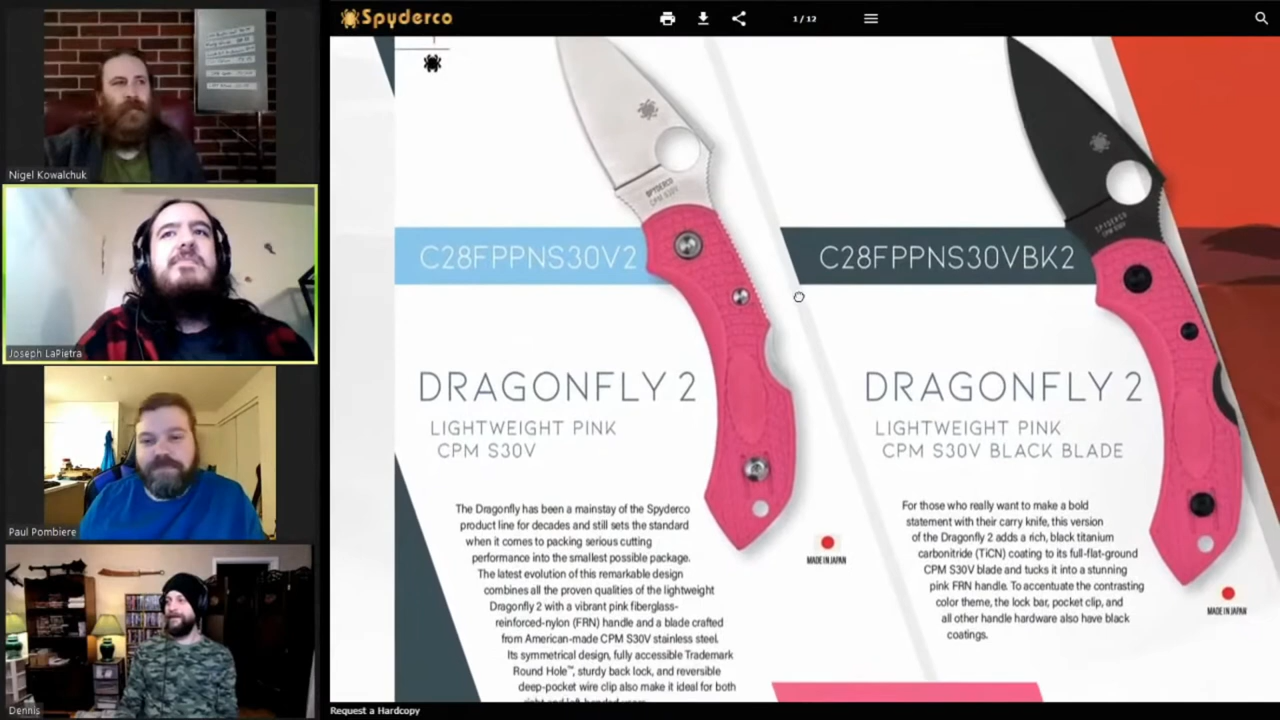 Spyderco
1 / 12
Nigel Kowalchuk
Joseph LaPietra
Paul Pombiere
Dennis
SPYDERCO
CPM S30V
C28FPPNS30V2
DRAGONFLY 2
LIGHTWEIGHT PINK
CPM S30V
The Dragonfly has been a mainstay of the Spyderco
product line for decades and still sets the standard
when it comes to packing serious cutting
performance into the smallest possible package.
The latest evolution of this remarkable design
combines all the proven qualities of the lightweight
Dragonfly 2 with a vibrant pink fiberglass-
reinforced-nylon (FRN) handle and a blade crafted
from American-made CPM S30V stainless steel.
Its symmetrical design, fully accessible Trademark
Round Hole™, sturdy back lock, and reversible
deep-pocket wire clip also make it ideal for both
MADE IN JAPAN
SPYDERCO
CPM S30V
C28FPPNS30VBK2
DRAGONFLY 2
LIGHTWEIGHT PINK
CPM S30V BLACK BLADE
For those who really want to make a bold
statement with their carry knife, this version
of the Dragonfly 2 adds a rich, black titanium
carbonitride (TiCN) coating to its full-flat-ground
CPM S30V blade and tucks it into a stunning
pink FRN handle. To accentuate the contrasting
color theme, the lock bar, pocket clip, and
all other handle hardware also have black
coatings.
MADE IN JAPAN
Request a Hardcopy